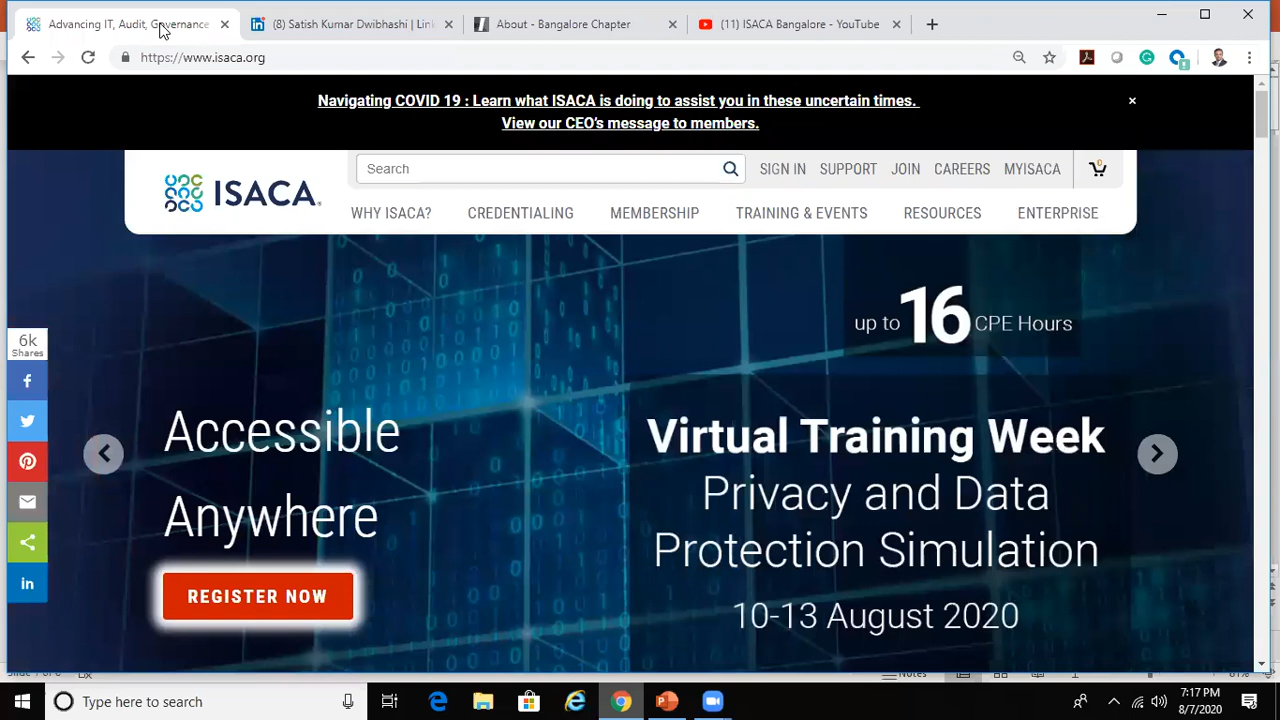 Advancing IT, Audit, Governance
(8) Satish Kumar Dwibhashi | Link
About - Bangalore Chapter
(11) ISACA Bangalore - YouTube
https://www.isaca.org
Navigating COVID 19 : Learn what ISACA is doing to assist you in these uncertain times.
View our CEO's message to members.
ISACA®
Search
SIGN IN
SUPPORT
JOIN
CAREERS
MYISACA
0
WHY ISACA?
CREDENTIALING
MEMBERSHIP
TRAINING & EVENTS
RESOURCES
ENTERPRISE
up to 16 CPE Hours
6k
Shares
Accessible
Anywhere
REGISTER NOW
Virtual Training Week
Privacy and Data
Protection Simulation
10-13 August 2020
Notes
Type here to search
7:17 PM
8/7/2020